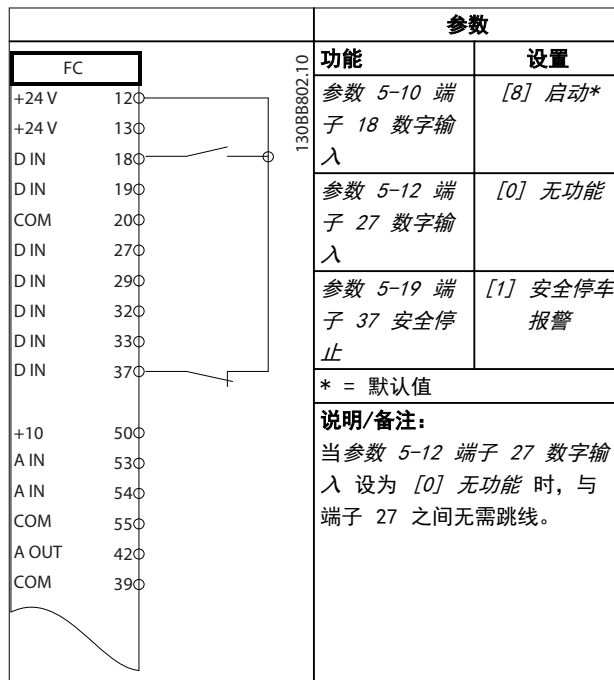 FC
+24 V 12
+24 V 13
D IN 18
D IN 19
COM 20
D IN 27
D IN 29
D IN 32
D IN 33
D IN 37
+10 50
A IN 53
A IN 54
COM 55
A OUT 42
COM 39
130BB802.10
参数
功能 设置
参数 5-10 端
子 18 数字输
入
[8] 启动*
参数 5-12 端
子 27 数字输
入
[0] 无功能
参数 5-19 端
子 37 安全停
止
[1] 安全停车
报警
* = 默认值
说明/备注:
当参数 5-12 端子 27 数字输
入 设为 [0] 无功能 时, 与
端子 27 之间无需跳线。